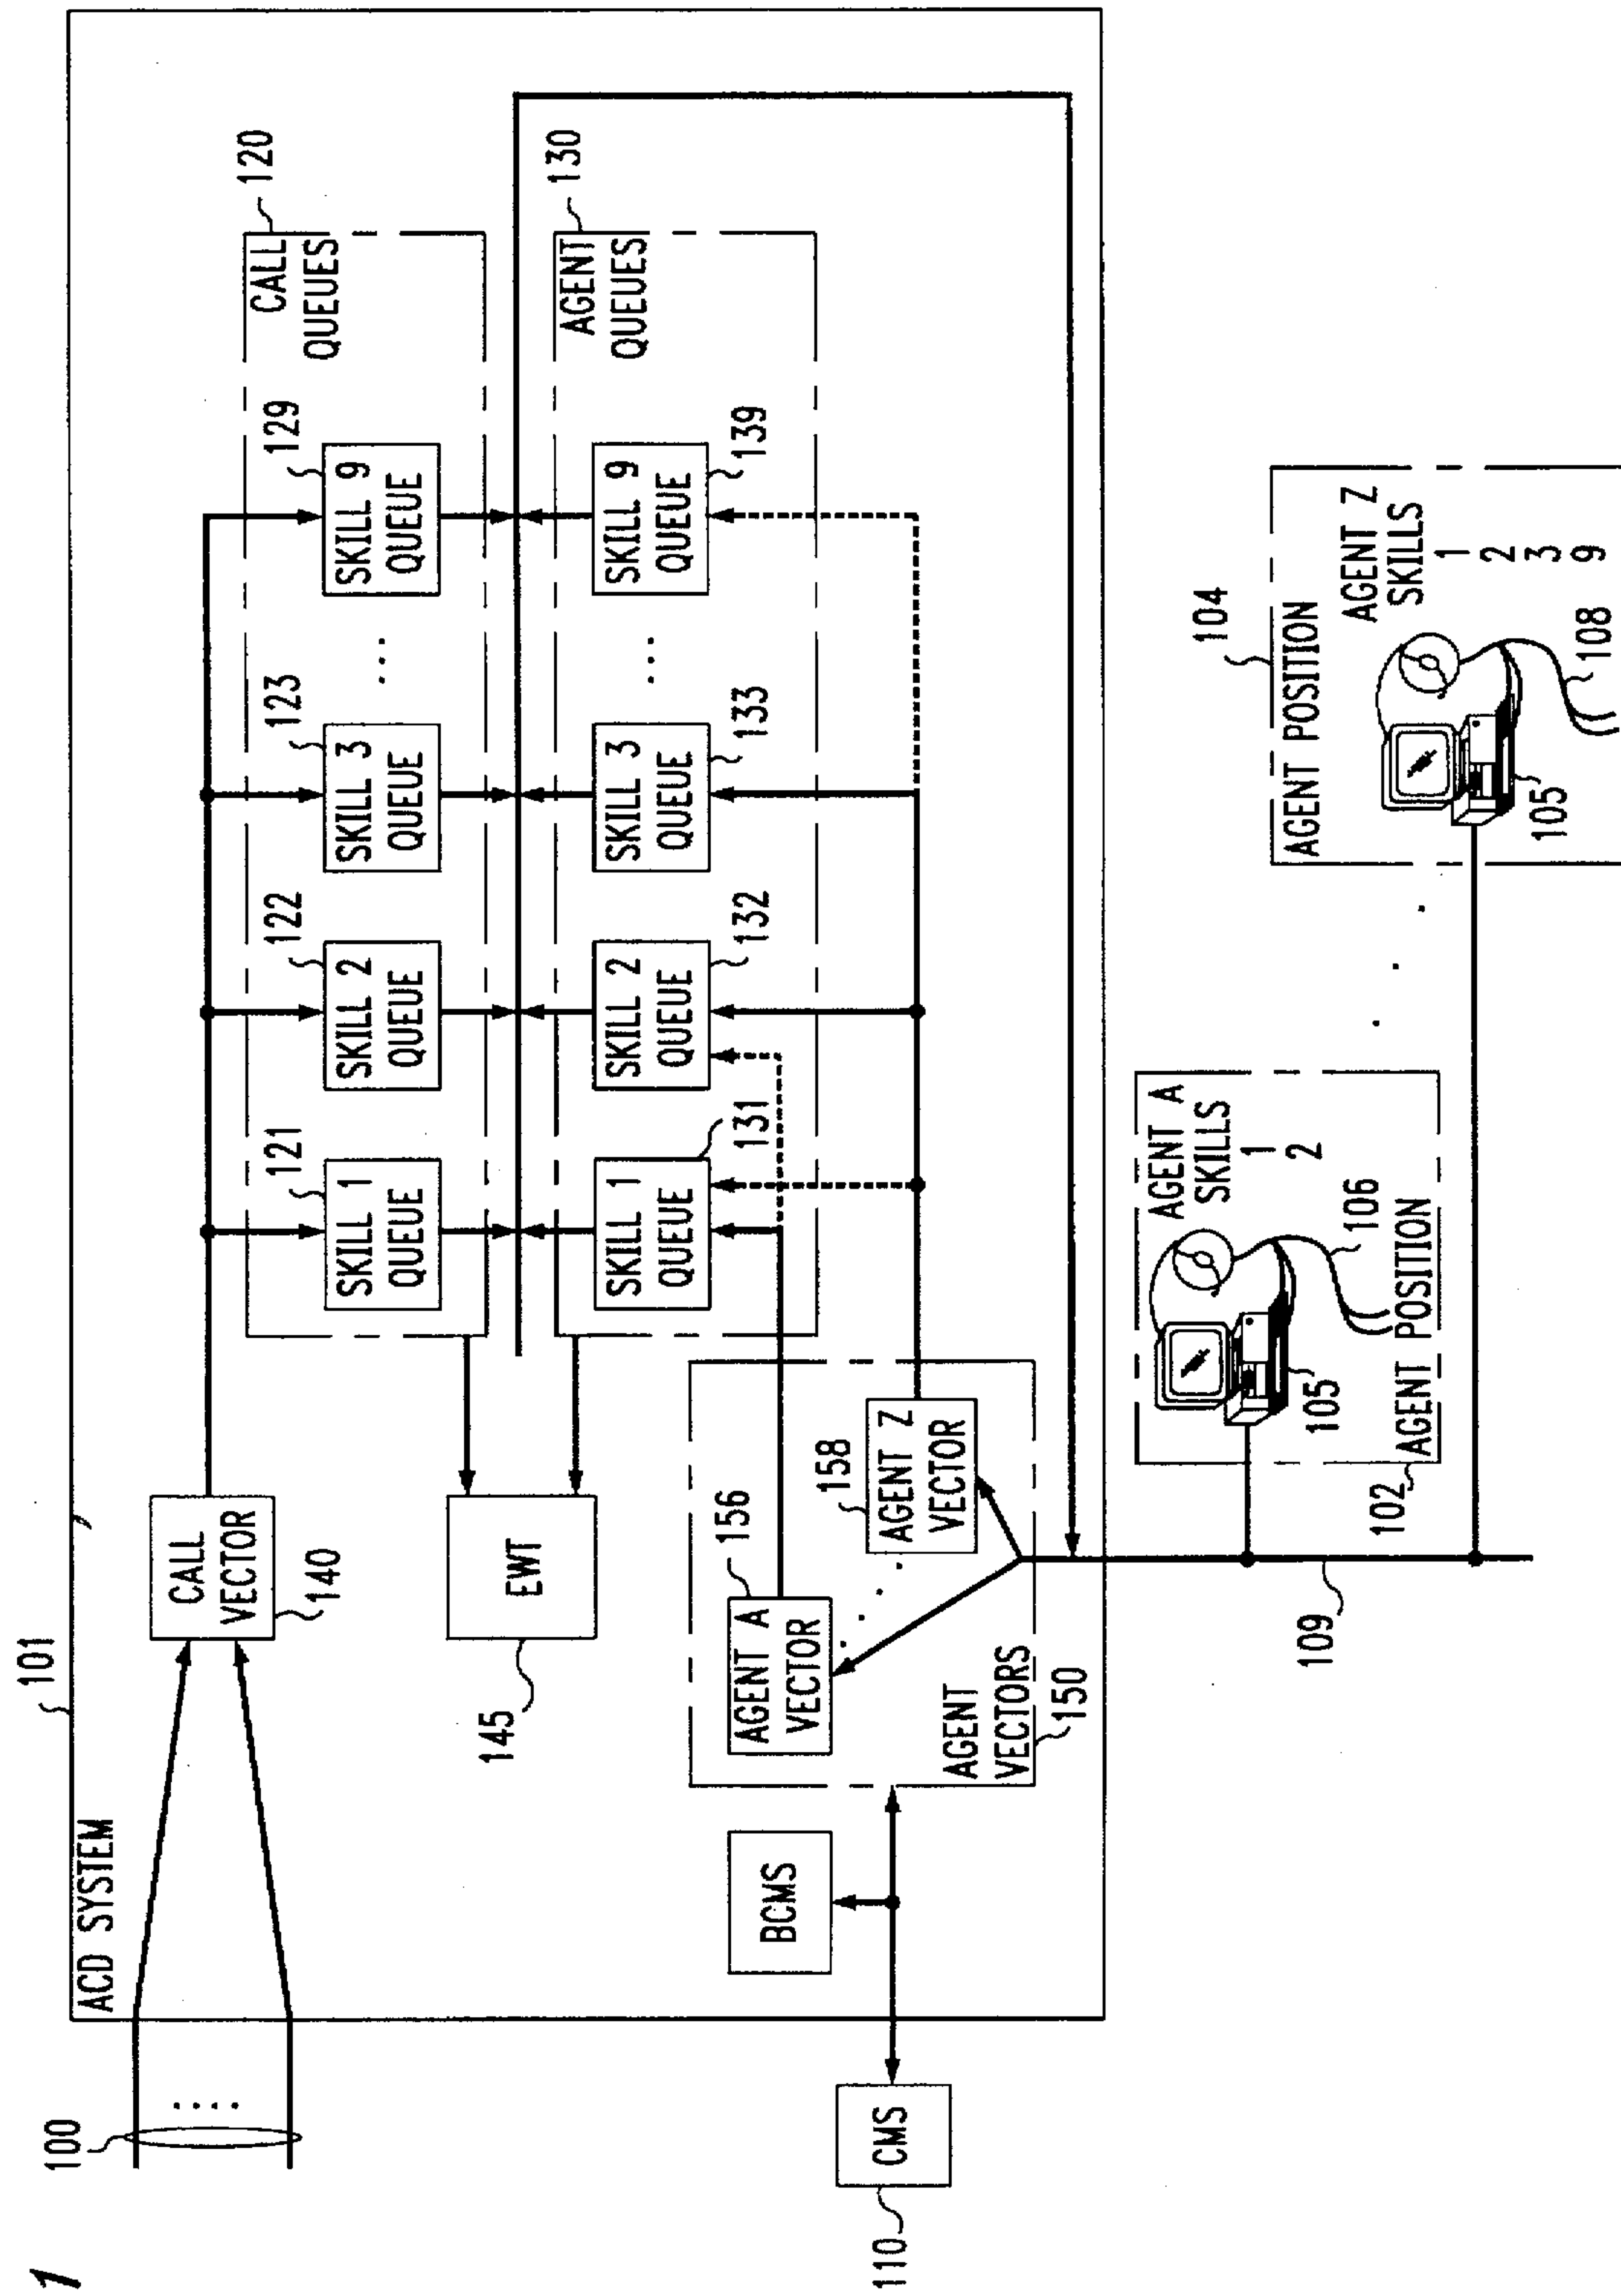 1
ACD SYSTEM
101
100
CALL
VECTOR
140
EWT
145
CALL
QUEUES
120
SKILL 1
QUEUE
121
SKILL 2
QUEUE
122
SKILL 3
QUEUE
123
...
SKILL 9
QUEUE
129
AGENT
QUEUES
130
SKILL 1
QUEUE
131
SKILL 2
QUEUE
132
SKILL 3
QUEUE
133
...
SKILL 9
QUEUE
139
BCMS
CMS
110
AGENT A
VECTOR
156
AGENT Z
VECTOR
158
AGENT
VECTORS
150
109
AGENT A
SKILLS
1
2
105
106
AGENT POSITION
102
104
AGENT POSITION
AGENT Z
SKILLS
1
2
3
9
105
108